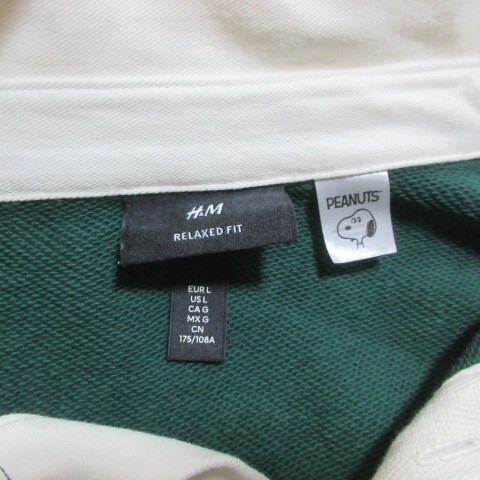 H&M
RELAXED FIT
PEANUTS
EUR L
US L
CA G
MX G
CN
175/108A